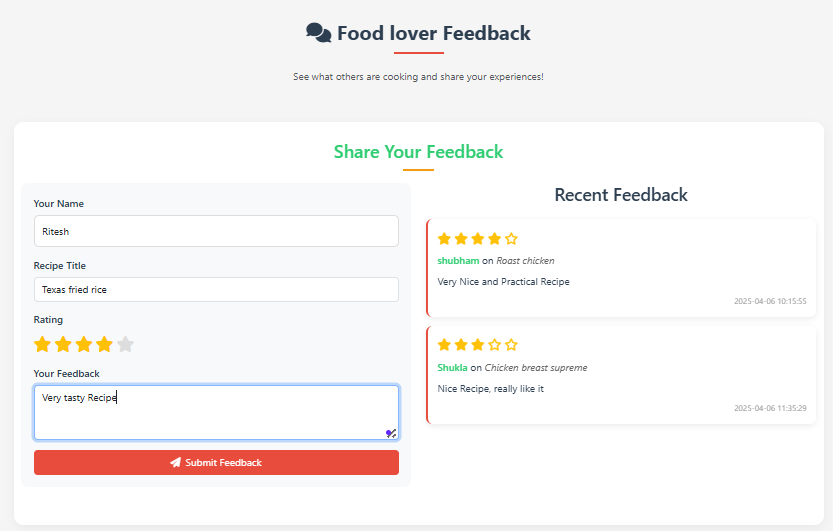 Food lover Feedback
See what others are cooking and share your experiences!
Share Your Feedback
Your Name
Ritesh
Recipe Title
Texas fried rice
Rating
Your Feedback
Very tasty Recipe
Submit Feedback
Recent Feedback
shubham on Roast chicken
Very Nice and Practical Recipe
2025-04-06 10:15:55
Shukla on Chicken breast supreme
Nice Recipe, really like it
2025-04-06 11:35:29